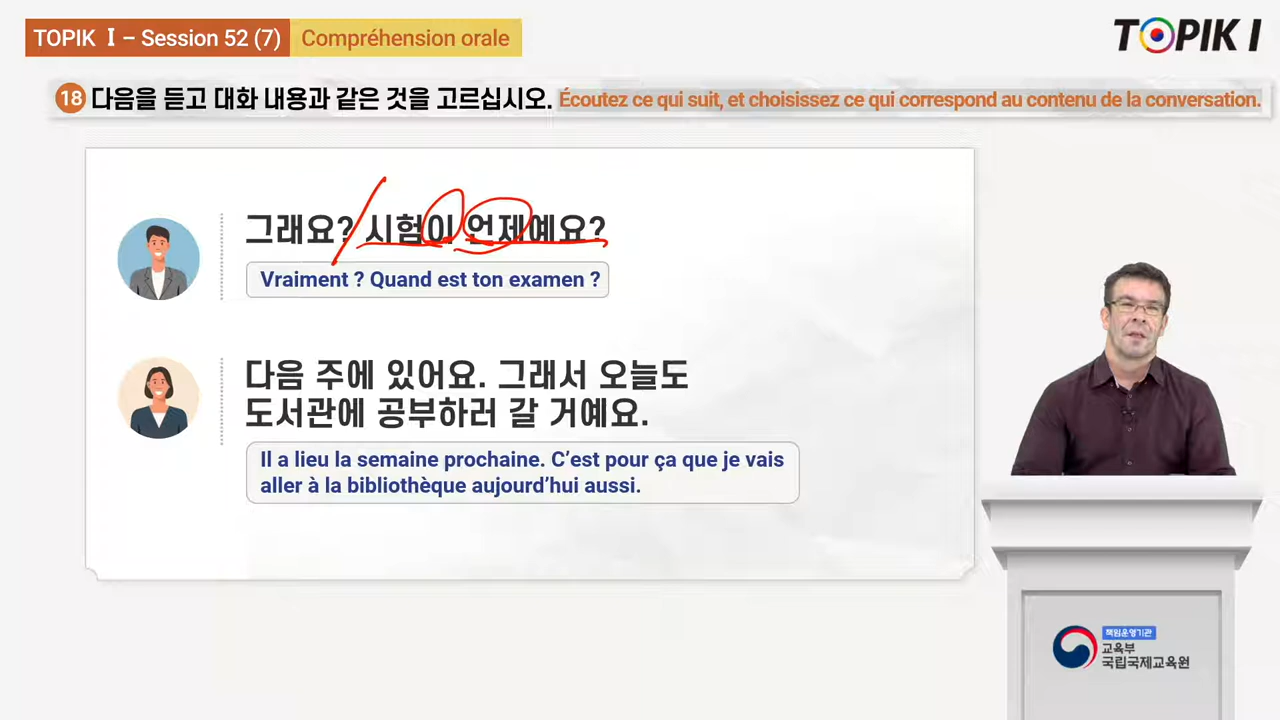 TOPIK I – Session 52 (7)
Compréhension orale
TOPIK I
18 다음을 듣고 대화 내용과 같은 것을 고르십시오. Écoutez ce qui suit, et choisissez ce qui correspond au contenu de la conversation.
그래요? 시험이 언제예요?
Vraiment ? Quand est ton examen ?
다음 주에 있어요. 그래서 오늘도
도서관에 공부하러 갈 거예요.
Il a lieu la semaine prochaine. C’est pour ça que je vais
aller à la bibliothèque aujourd’hui aussi.
책임운영기관
교육부
국립국제교육원